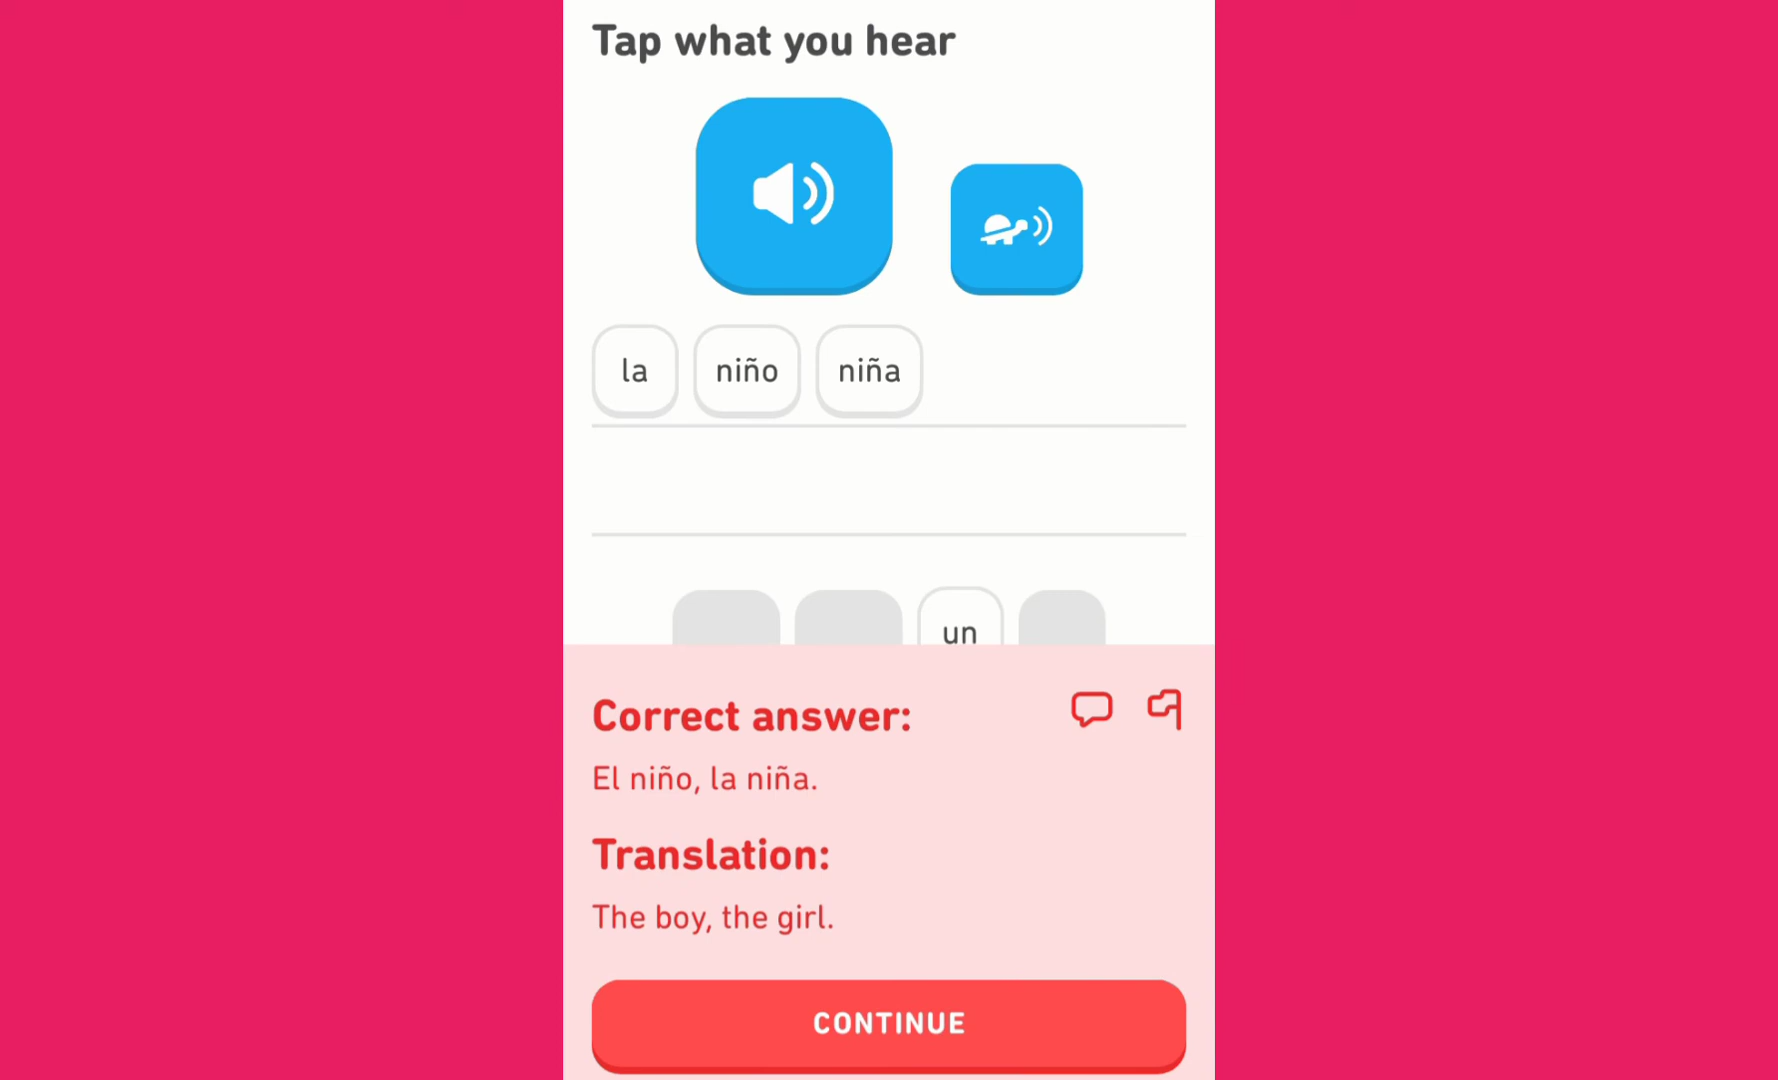 Tap what you hear
la niño niña
un
Correct answer:
El niño, la niña.
Translation:
The boy, the girl.
CONTINUE